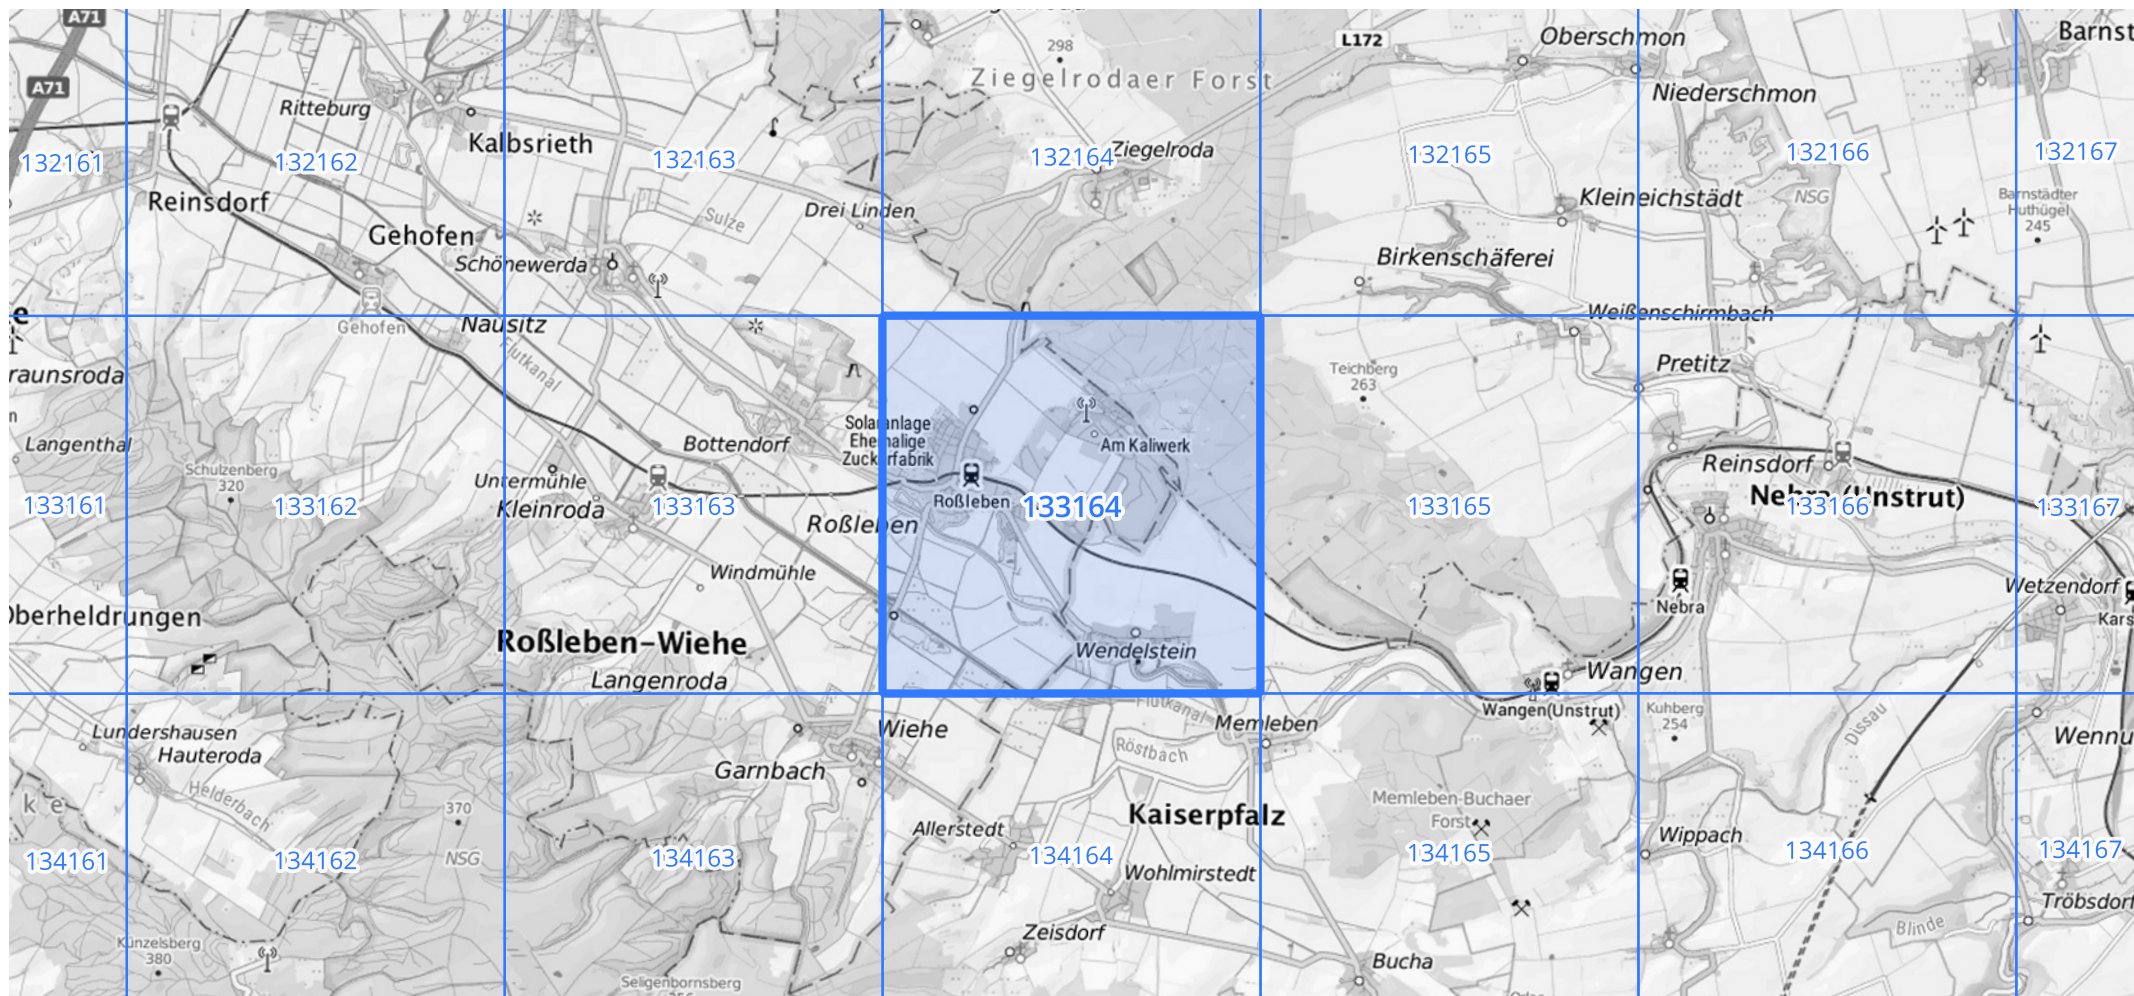 A71
298
L172
Oberschmon
Barnst
Ziegelrodaer Forst
A71
Ritteburg
Niederschmon
Kalbsrieth
132161
132162
132163
132164
Ziegelroda
132165
132166
132167
Reinsdorf
Sulze
Drei Linden
Kleineichstädt
NSG
Barnstädter
Huthügel
245
Gehofen
Schönewerda
Birkenschäferei
Gehofen
Nausitz
Weißenschirmbach
e
Flutkanal
Pretitz
raunsroda
Teichberg
263
n
Solaranlage
Ehemalige
Zuckerfabrik
Langenthal
Bottendorf
Am Kaliwerk
Schulzenberg
320
Untermühle
Reinsdorf
Kleinroda
Roßleben
Nebra (Unstrut)
133161
133162
133163
133164
133165
133166
133167
Roßleben
Windmühle
Wetzendorf
Oberheldrungen
Nebra
Kars
Roßleben-Wiehe
Wendelstein
Langenroda
Wangen
Flutkanal
Wangen(Unstrut)
Kuhberg
254
Lundershausen
Hauteroda
Wiehe
Röstbach
Memleben
Dissau
Wennu
Garnbach
Helderbach
k e
370
Memleben-Buchaer
Forst
Kaiserpfalz
Allerstedt
Wippach
134161
134162
NSG
134163
134164
134165
134166
134167
Wohlmirstedt
Tröbsdorf
Künzelsberg
380
Zeisdorf
Blinde
Bucha
Seligenbornsberg